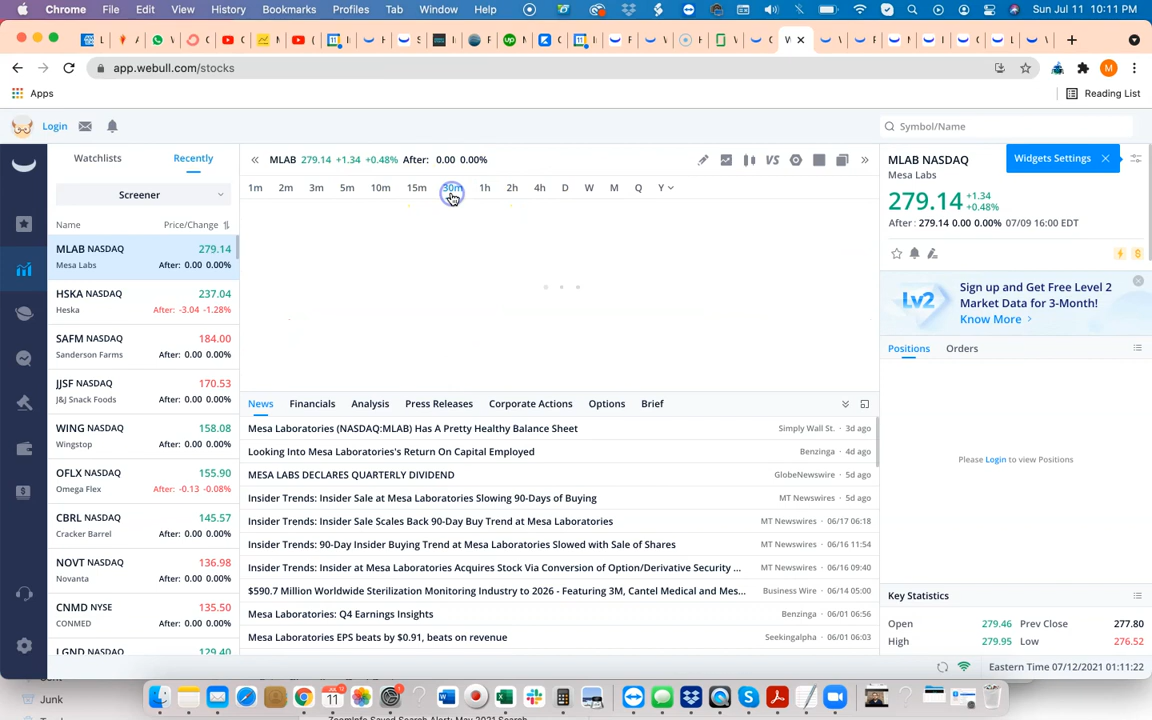 Chrome File Edit View History Bookmarks Profiles Tab Window Help Sun Jul 11 10:11 PM
app.webull.com/stocks
Apps Reading List
Login Symbol/Name
Watchlists Recently
Screener
Name Price/Change
MLAB NASDAQ 279.14
Mesa Labs After: 0.00 0.00%
HSKA NASDAQ 237.04
Heska After: -3.04 -1.28%
SAFM NASDAQ 184.00
Sanderson Farms After: 0.00 0.00%
JJSF NASDAQ 170.53
J&J Snack Foods After: 0.00 0.00%
WING NASDAQ 158.08
Wingstop After: 0.00 0.00%
OFLX NASDAQ 155.90
Omega Flex After: -0.13 -0.08%
CBRL NASDAQ 145.57
Cracker Barrel After: 0.00 0.00%
NOVT NASDAQ 136.98
Novanta After: 0.00 0.00%
CNMD NYSE 135.50
CONMED After: 0.00 0.00%
LGND NASDAQ 129.40
MLAB 279.14 +1.34 +0.48% After: 0.00 0.00% VS
1m 2m 3m 5m 10m 15m 30m 1h 2h 4h D W M Q Y
News Financials Analysis Press Releases Corporate Actions Options Brief
Mesa Laboratories (NASDAQ:MLAB) Has A Pretty Healthy Balance Sheet Simply Wall St. · 3d ago
Looking Into Mesa Laboratories's Return On Capital Employed Benzinga · 4d ago
MESA LABS DECLARES QUARTERLY DIVIDEND GlobeNewswire · 5d ago
Insider Trends: Insider Sale at Mesa Laboratories Slowing 90-Days of Buying MT Newswires · 5d ago
Insider Trends: Insider Sale Scales Back 90-Day Buy Trend at Mesa Laboratories MT Newswires · 06/17 06:18
Insider Trends: 90-Day Insider Buying Trend at Mesa Laboratories Slowed with Sale of Shares MT Newswires · 06/16 11:54
Insider Trends: Insider at Mesa Laboratories Acquires Stock Via Conversion of Option/Derivative Security ... MT Newswires · 06/16 09:40
$590.7 Million Worldwide Sterilization Monitoring Industry to 2026 - Featuring 3M, Cantel Medical and Mes... Business Wire · 06/14 05:00
Mesa Laboratories: Q4 Earnings Insights Benzinga · 06/01 06:56
Mesa Laboratories EPS beats by $0.91, beats on revenue Seekingalpha · 06/01 06:03
MLAB NASDAQ Widgets Settings
Mesa Labs
279.14 +1.34
+0.48%
After : 279.14 0.00 0.00% 07/09 16:00 EDT
Lv2 Sign up and Get Free Level 2
Market Data for 3-Month!
Know More >
Positions Orders
Please Login to view Positions
Key Statistics
Open 279.46 Prev Close 277.80
High 279.95 Low 276.52
Eastern Time 07/12/2021 01:11:22
Junk